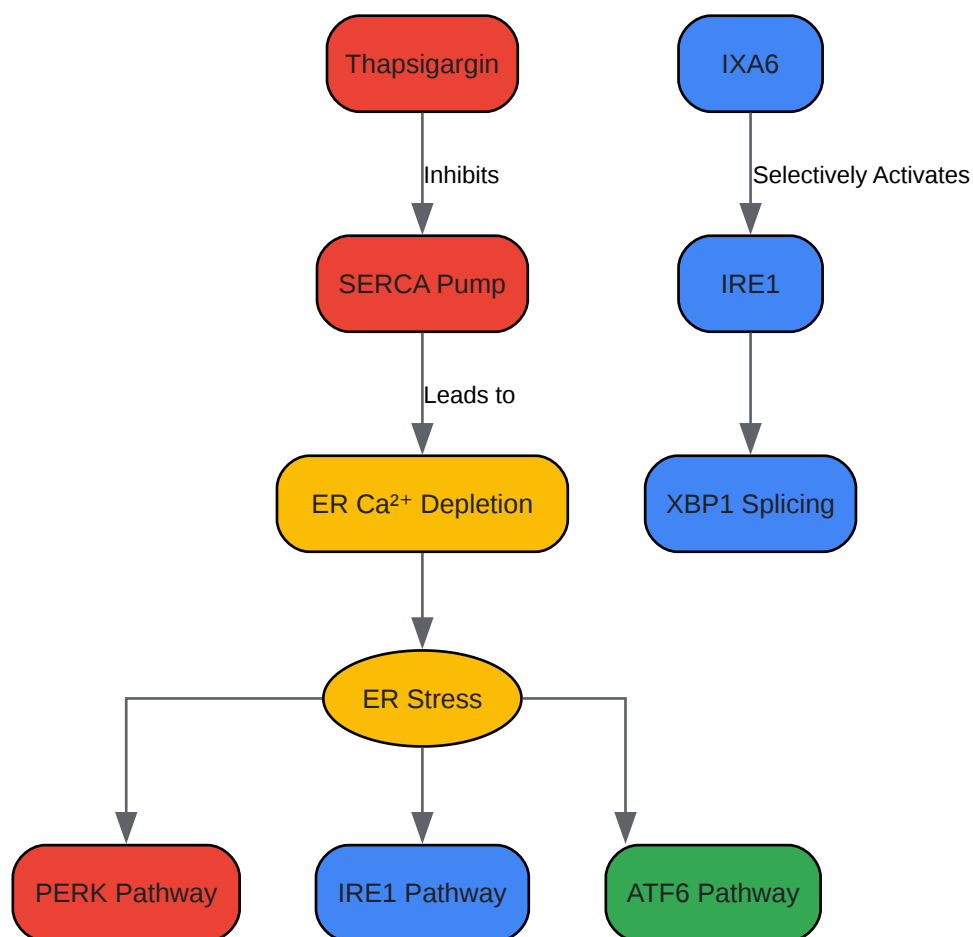 Thapsigargin
IXA6
Inhibits
Selectively Activates
SERCA Pump
IRE1
Leads to
ER Ca²⁺ Depletion
XBP1 Splicing
ER Stress
PERK Pathway
IRE1 Pathway
ATF6 Pathway